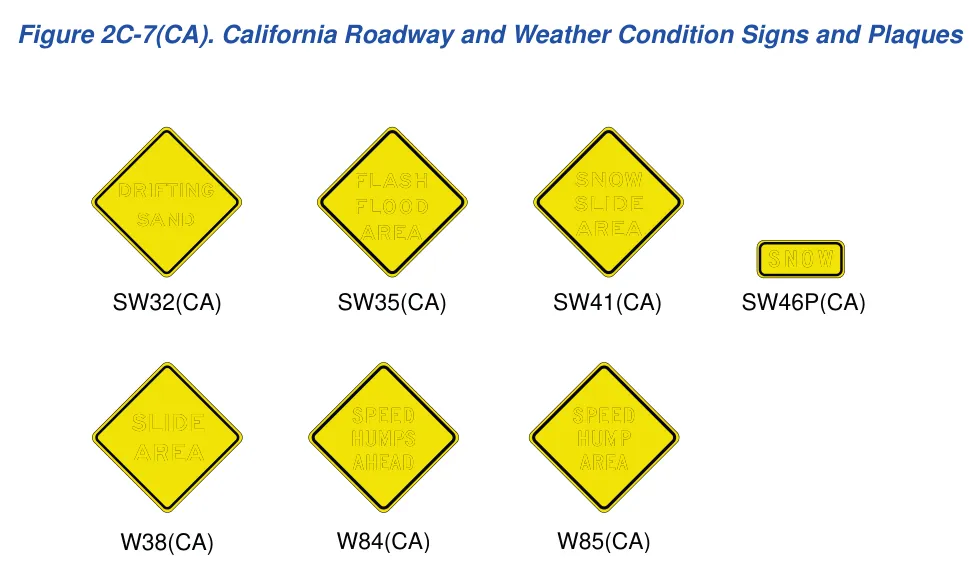 Figure 2C-7(CA). California Roadway and Weather Condition Signs and Plaques
DRIFTING
SAND
SW32(CA)
FLASH
FLOOD
AREA
SW35(CA)
SNOW
SLIDE
AREA
SW41(CA)
SNOW
SW46P(CA)
SLIDE
AREA
W38(CA)
SPEED
HUMPS
AHEAD
W84(CA)
SPEED
HUMP
AREA
W85(CA)